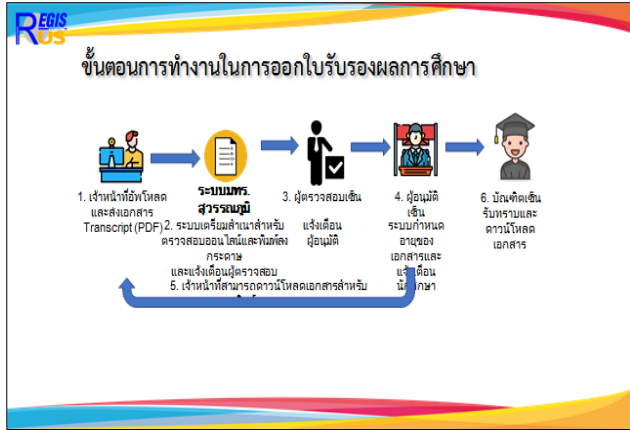 REGIS
RUS
ขั้นตอนการทำงานในการออกใบรับรองผลการศึกษา
1. เจ้าหน้าที่อัพโหลด
และส่งเอกสาร
Transcript (PDF)
ระบบมทร.
สุวรรณภูมิ
2. ระบบเตรียมสำเนาสำหรับ
ตรวจสอบออนไลน์และพิมพ์ลง
กระดาษ
และแจ้งเตือนผู้ตรวจสอบ
3. ผู้ตรวจสอบเซ็น
แจ้งเตือน
ผู้อนุมัติ
4. ผู้อนุมัติ
เซ็น
ระบบกำหนด
อายุของ
เอกสารและ
แจ้งเตือน
นักศึกษา
5. เจ้าหน้าที่สามารถดาวน์โหลดเอกสารสำหรับ
6. บัณฑิตเซ็น
รับทราบและ
ดาวน์โหลด
เอกสาร